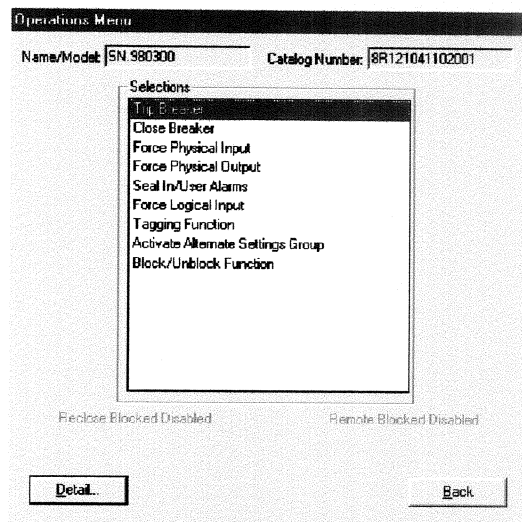 Operations Menu
Name/Model: SN.980300 Catalog Number: 8R121041102001
Selections
Trip Breaker
Close Breaker
Force Physical Input
Force Physical Output
Seal In/User Alarms
Force Logical Input
Tagging Function
Activate Alternate Settings Group
Block/Unblock Function
Reclose Blocked Disabled Remote Blocked Disabled
Detail... Back